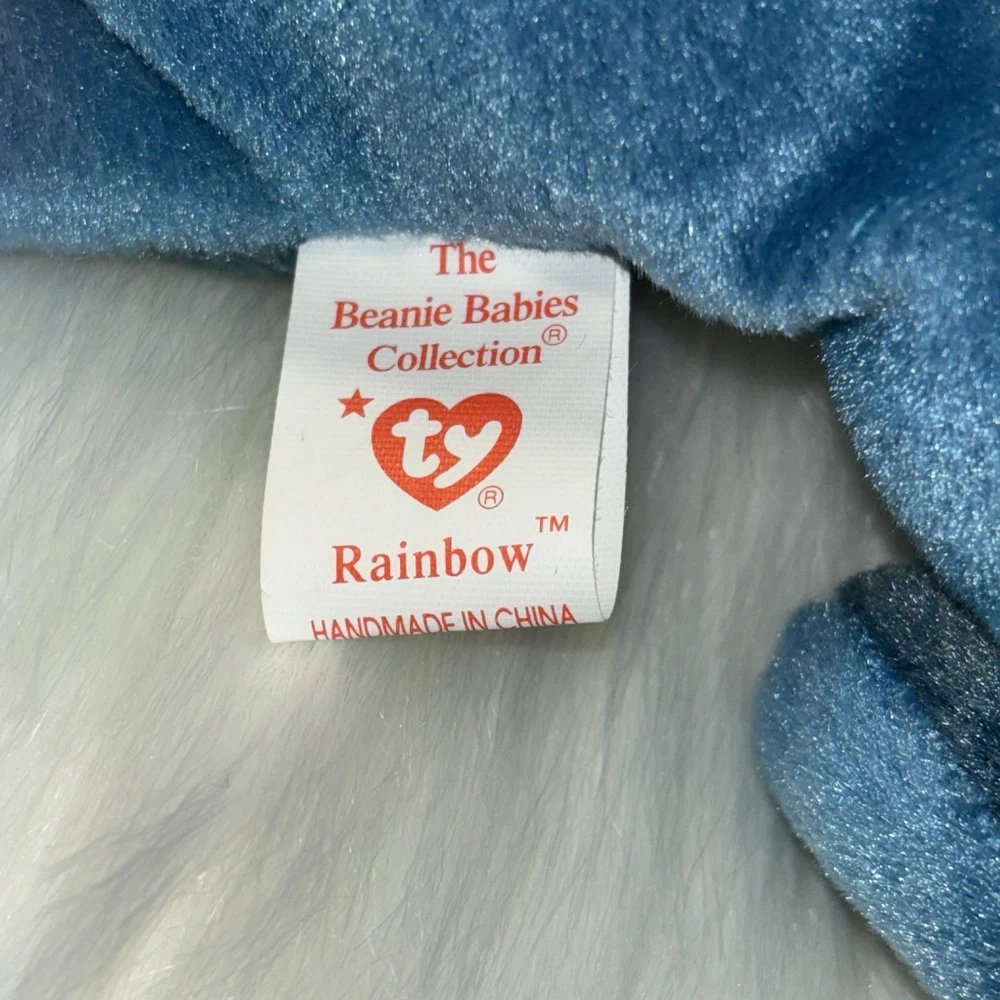 The
Beanie Babies
Collection®
ty®
Rainbow™
HANDMADE IN CHINA